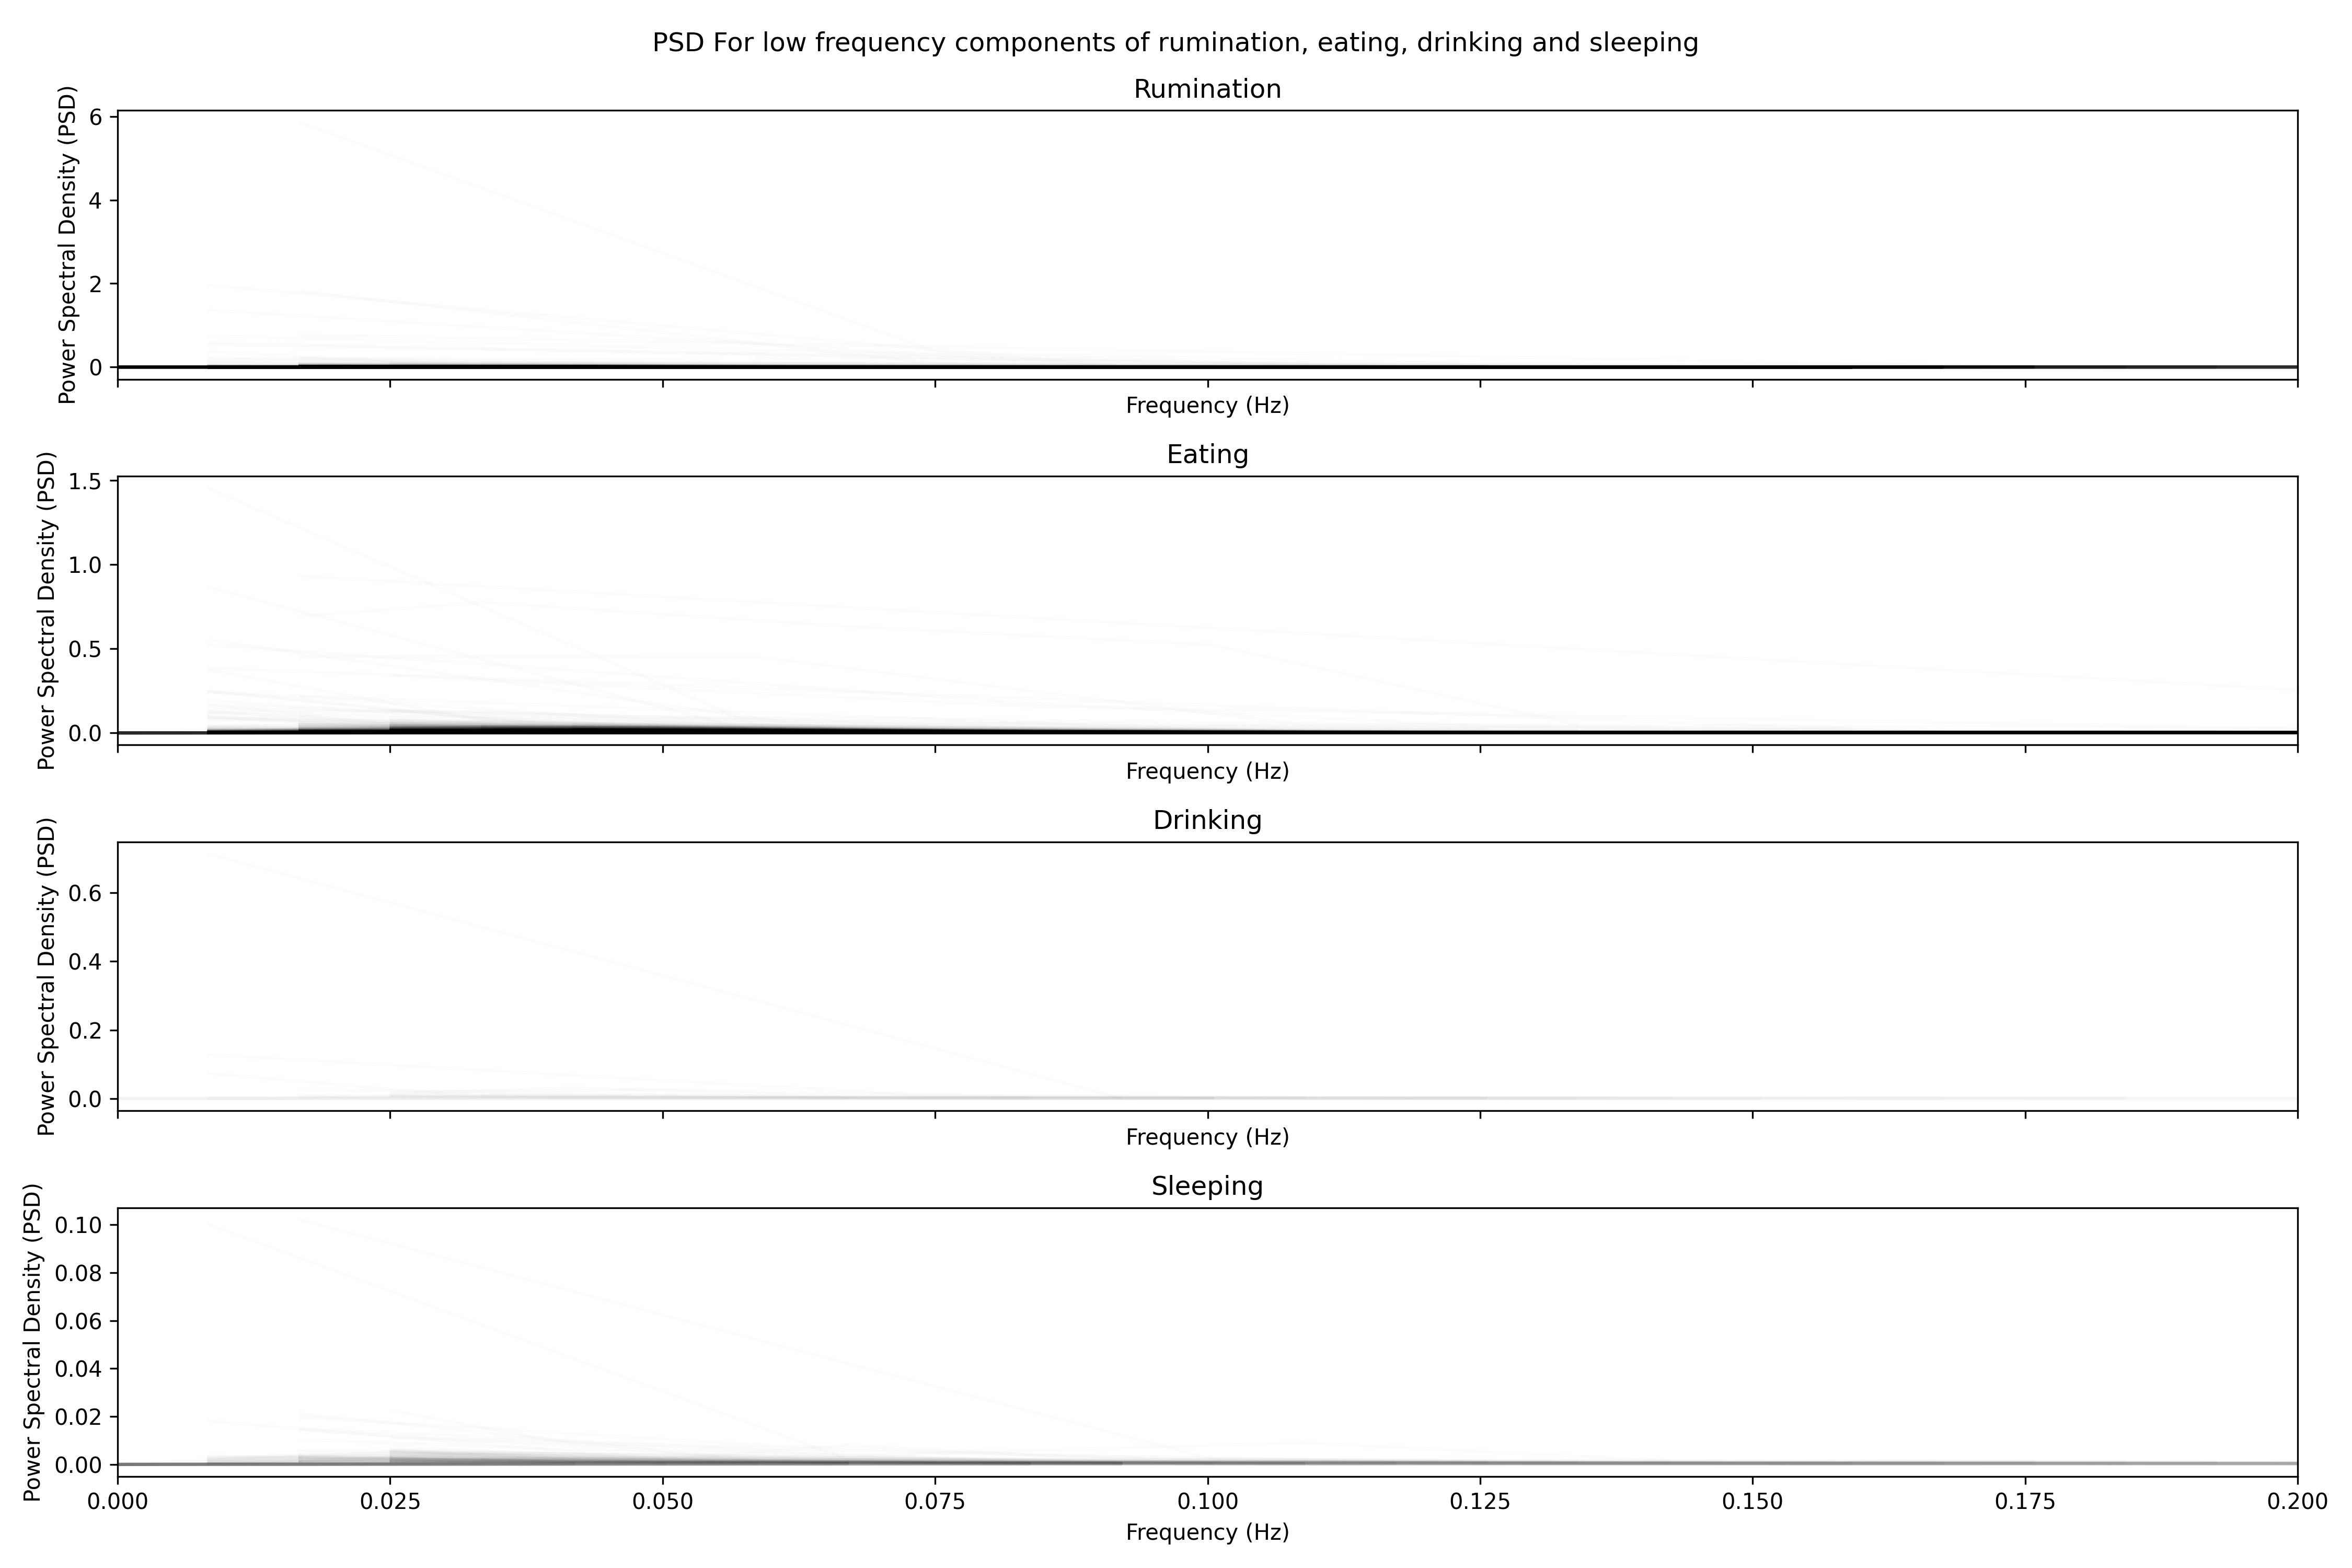 PSD For low frequency components of rumination, eating, drinking and sleeping
Rumination
Power Spectral Density (PSD)
6
4
2
0
Frequency (Hz)
Eating
Power Spectral Density (PSD)
1.5
1.0
0.5
0.0
Frequency (Hz)
Drinking
Power Spectral Density (PSD)
0.6
0.4
0.2
0.0
Frequency (Hz)
Sleeping
Power Spectral Density (PSD)
0.10
0.08
0.06
0.04
0.02
0.00
0.000 0.025 0.050 0.075 0.100 0.125 0.150 0.175 0.200
Frequency (Hz)